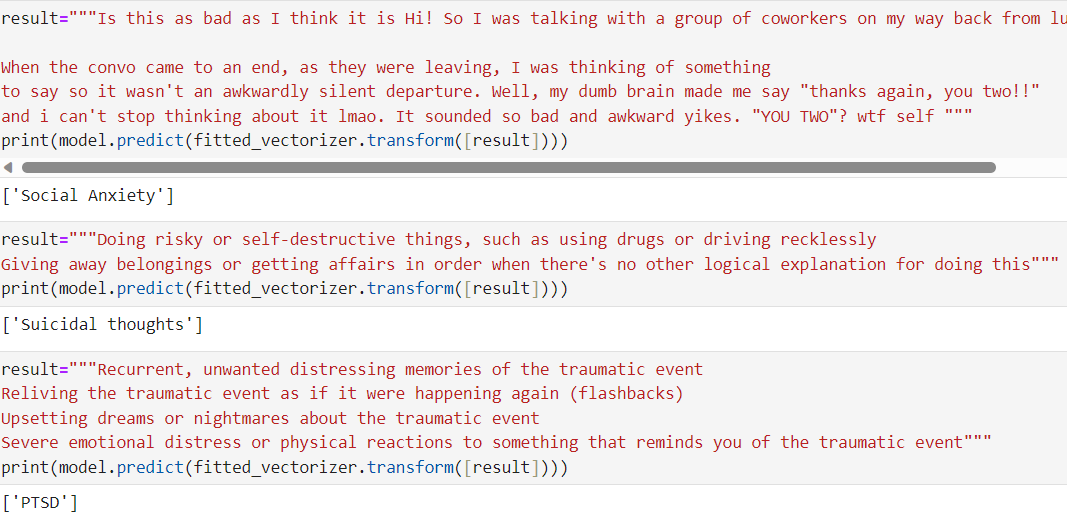 result="""Is this as bad as I think it is Hi! So I was talking with a group of coworkers on my way back from
When the convo came to an end, as they were leaving, I was thinking of something
to say so it wasn't an awkwardly silent departure. Well, my dumb brain made me say "thanks again, you two!!"
and i can't stop thinking about it lmao. It sounded so bad and awkward yikes. "YOU TWO"? wtf self """
print(model.predict(fitted_vectorizer.transform([result])))
['Social Anxiety']
result="""Doing risky or self-destructive things, such as using drugs or driving recklessly
Giving away belongings or getting affairs in order when there's no other logical explanation for doing this"""
print(model.predict(fitted_vectorizer.transform([result])))
['Suicidal thoughts']
result="""Recurrent, unwanted distressing memories of the traumatic event
Reliving the traumatic event as if it were happening again (flashbacks)
Upsetting dreams or nightmares about the traumatic event
Severe emotional distress or physical reactions to something that reminds you of the traumatic event"""
print(model.predict(fitted_vectorizer.transform([result])))
['PTSD']